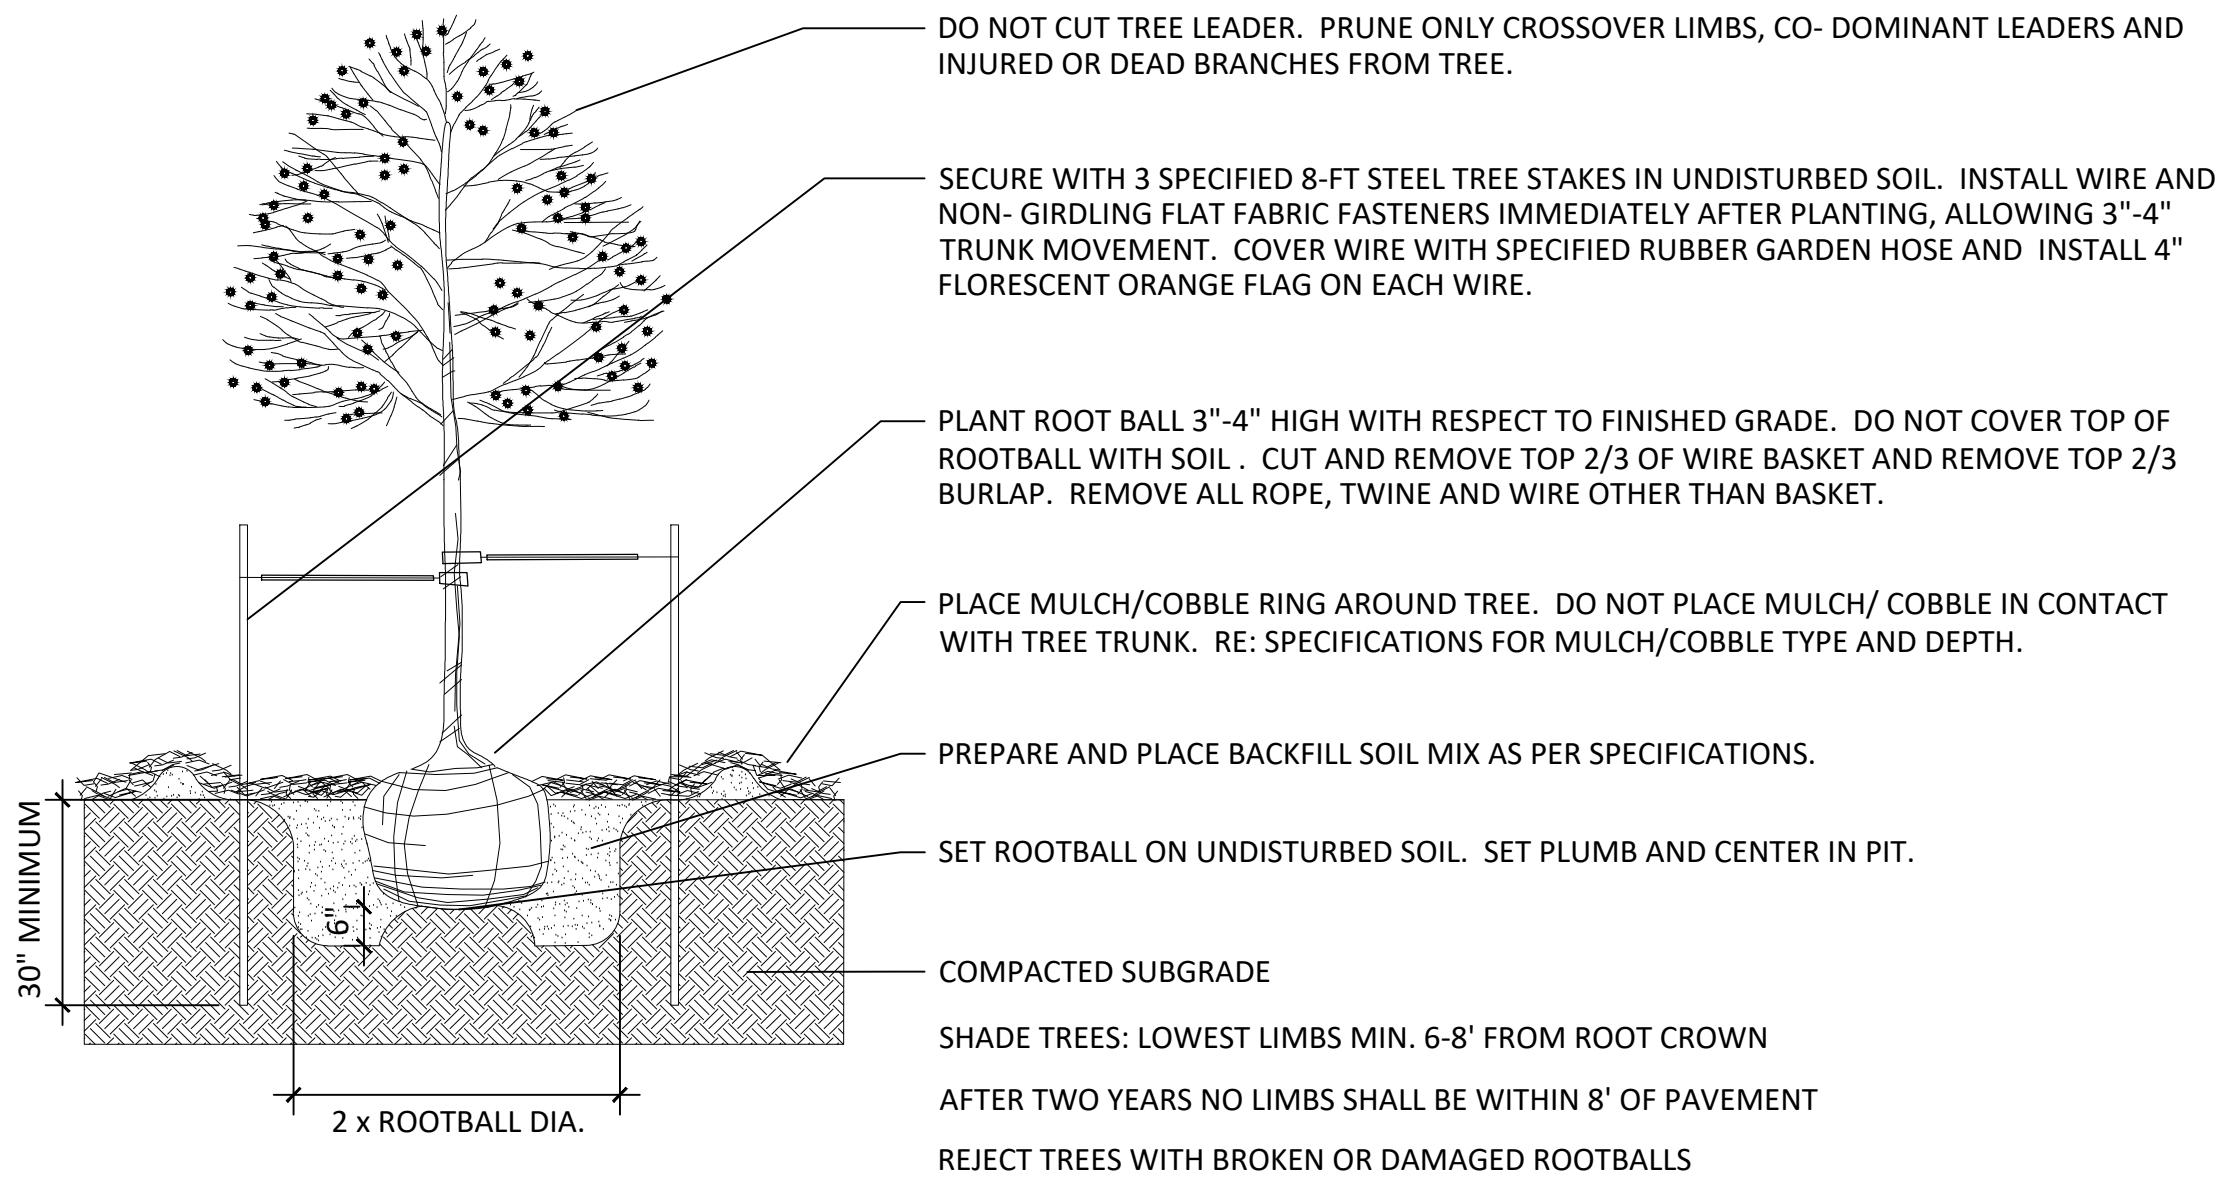 DO NOT CUT TREE LEADER. PRUNE ONLY CROSSOVER LIMBS, CO- DOMINANT LEADERS AND
INJURED OR DEAD BRANCHES FROM TREE.
SECURE WITH 3 SPECIFIED 8-FT STEEL TREE STAKES IN UNDISTURBED SOIL. INSTALL WIRE AND
NON- GIRDLING FLAT FABRIC FASTENERS IMMEDIATELY AFTER PLANTING, ALLOWING 3"-4"
TRUNK MOVEMENT. COVER WIRE WITH SPECIFIED RUBBER GARDEN HOSE AND INSTALL 4"
FLORESCENT ORANGE FLAG ON EACH WIRE.
PLANT ROOT BALL 3"-4" HIGH WITH RESPECT TO FINISHED GRADE. DO NOT COVER TOP OF
ROOTBALL WITH SOIL . CUT AND REMOVE TOP 2/3 OF WIRE BASKET AND REMOVE TOP 2/3
BURLAP. REMOVE ALL ROPE, TWINE AND WIRE OTHER THAN BASKET.
PLACE MULCH/COBBLE RING AROUND TREE. DO NOT PLACE MULCH/ COBBLE IN CONTACT
WITH TREE TRUNK. RE: SPECIFICATIONS FOR MULCH/COBBLE TYPE AND DEPTH.
PREPARE AND PLACE BACKFILL SOIL MIX AS PER SPECIFICATIONS.
SET ROOTBALL ON UNDISTURBED SOIL. SET PLUMB AND CENTER IN PIT.
COMPACTED SUBGRADE
SHADE TREES: LOWEST LIMBS MIN. 6-8' FROM ROOT CROWN
AFTER TWO YEARS NO LIMBS SHALL BE WITHIN 8' OF PAVEMENT
REJECT TREES WITH BROKEN OR DAMAGED ROOTBALLS
30" MINIMUM
6"
2 x ROOTBALL DIA.